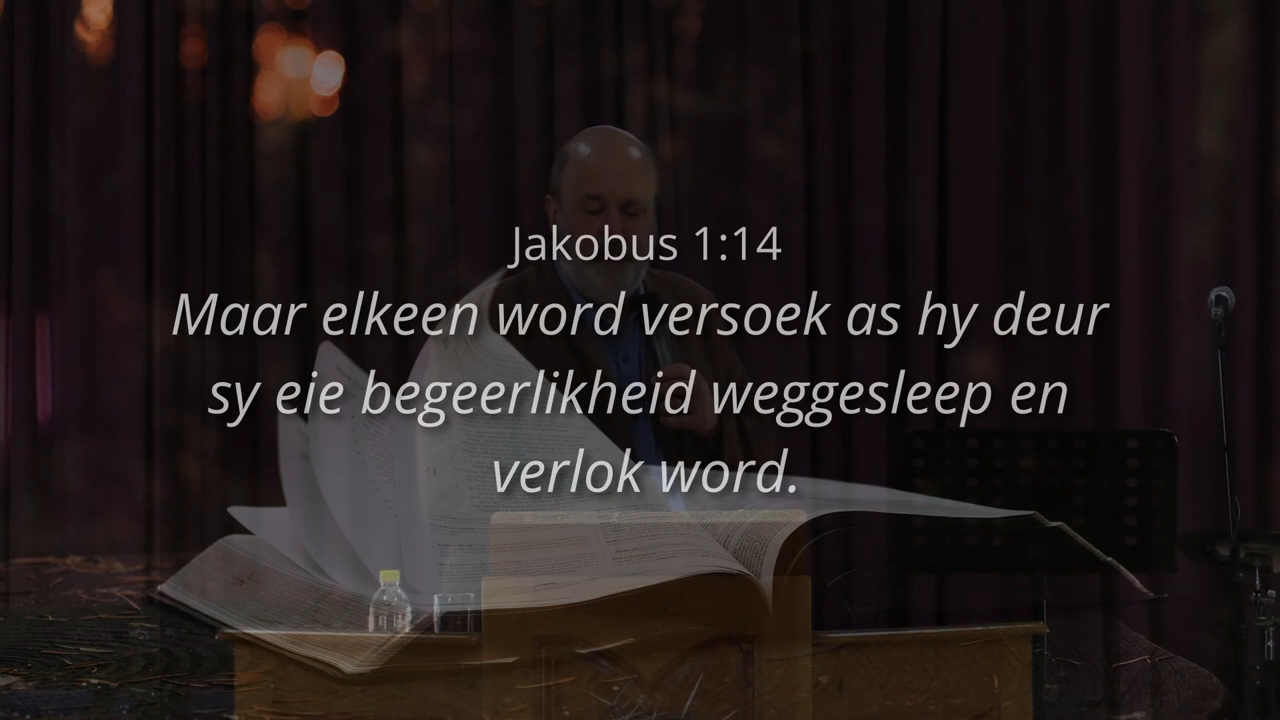 Jakobus 1:14
Maar elkeen word versoek as hy deur
sy eie begeerlikheid weggesleep en
verlok word.